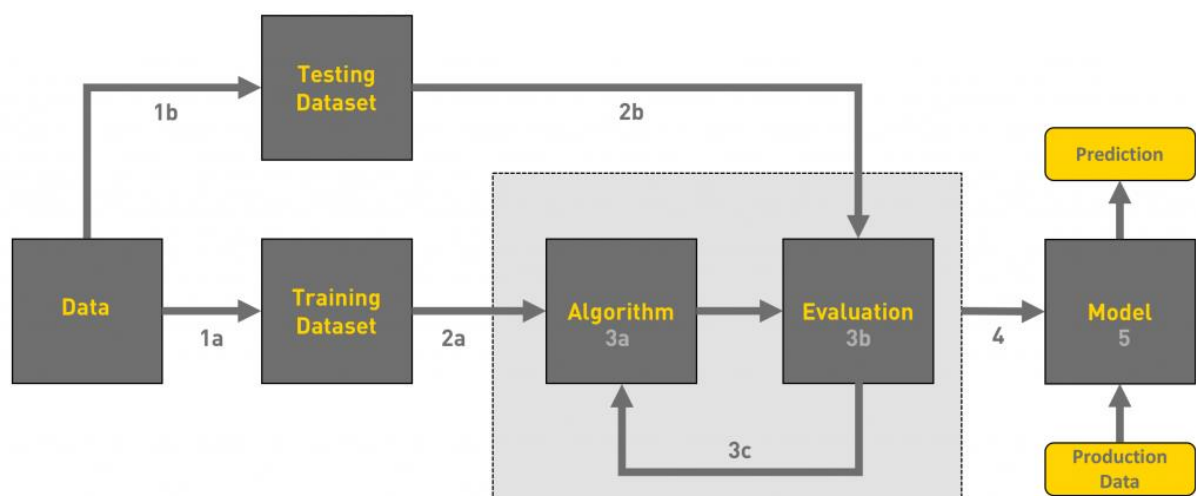 Testing
Dataset
1b
2b
Prediction
Data
Training
Dataset
Algorithm
3a
Evaluation
3b
Model
5
1a
2a
4
3c
Production
Data